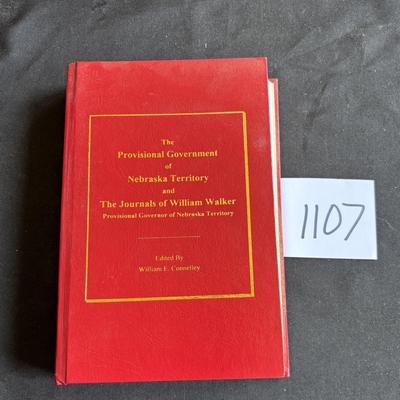 The
Provisional Government
of
Nebraska Territory
and
The Journals of William Walker
Provisional Governor of Nebraska Territory
Edited By
William E. Connelley
1107